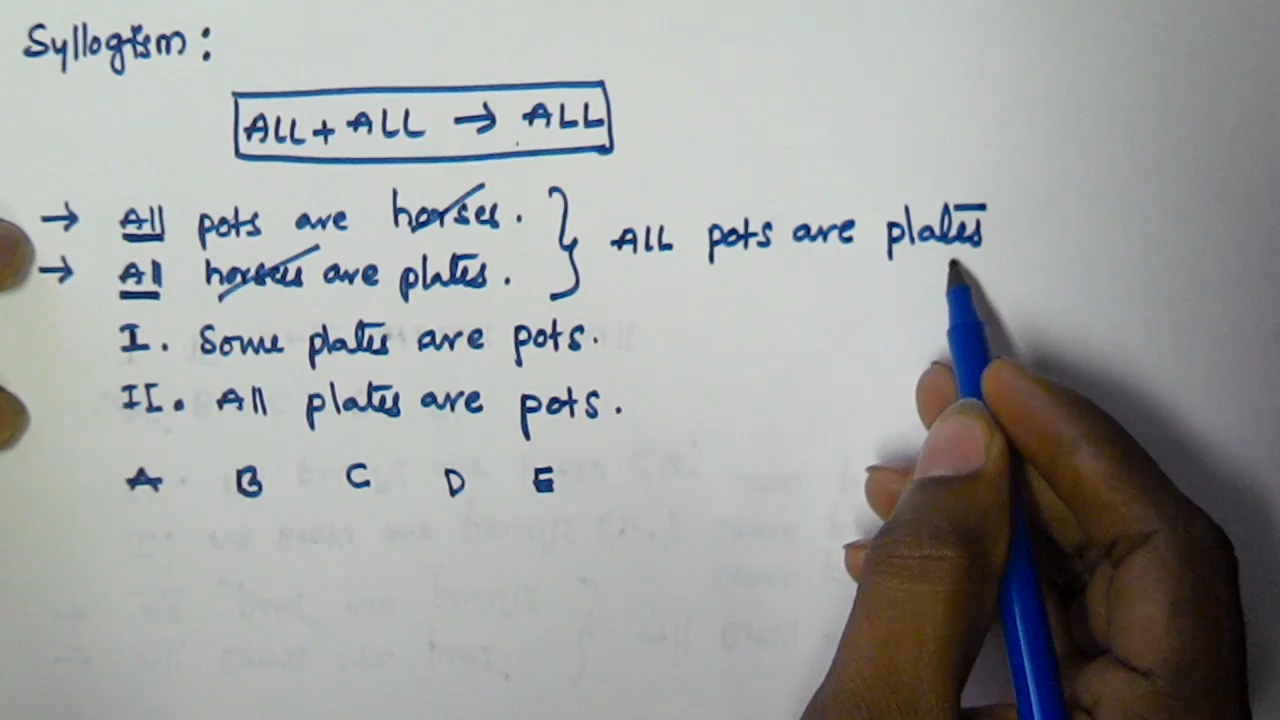 Syllogism:
ALL + ALL → ALL
→ All pots are horses. } ALL pots are plates
→ All horses are plates.
I. Some plates are pots.
II. All plates are pots.
A B C D E